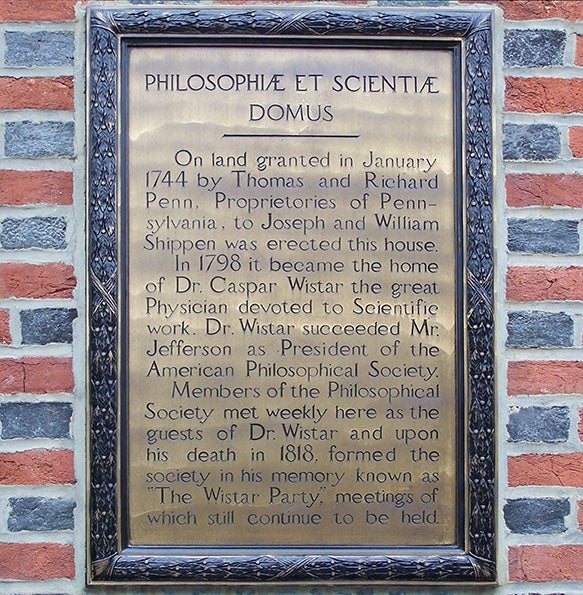 PHILOSOPHIÆ ET SCIENTIÆ
DOMUS
On land granted in January
1744 by Thomas and Richard
Penn, Proprietories of Penn-
sylvania, to Joseph and William
Shippen was erected this house.
In 1798 it became the home
of Dr. Caspar Wistar the great
Physician devoted to Scientific
work. Dr. Wistar succeeded Mr.
Jefferson as President of the
American Philosophical Society.
Members of the Philosophical
Society met weekly here as the
guests of Dr. Wistar and upon
his death in 1818, formed the
society in his memory known as
"The Wistar Party," meetings of
which still continue to be held.